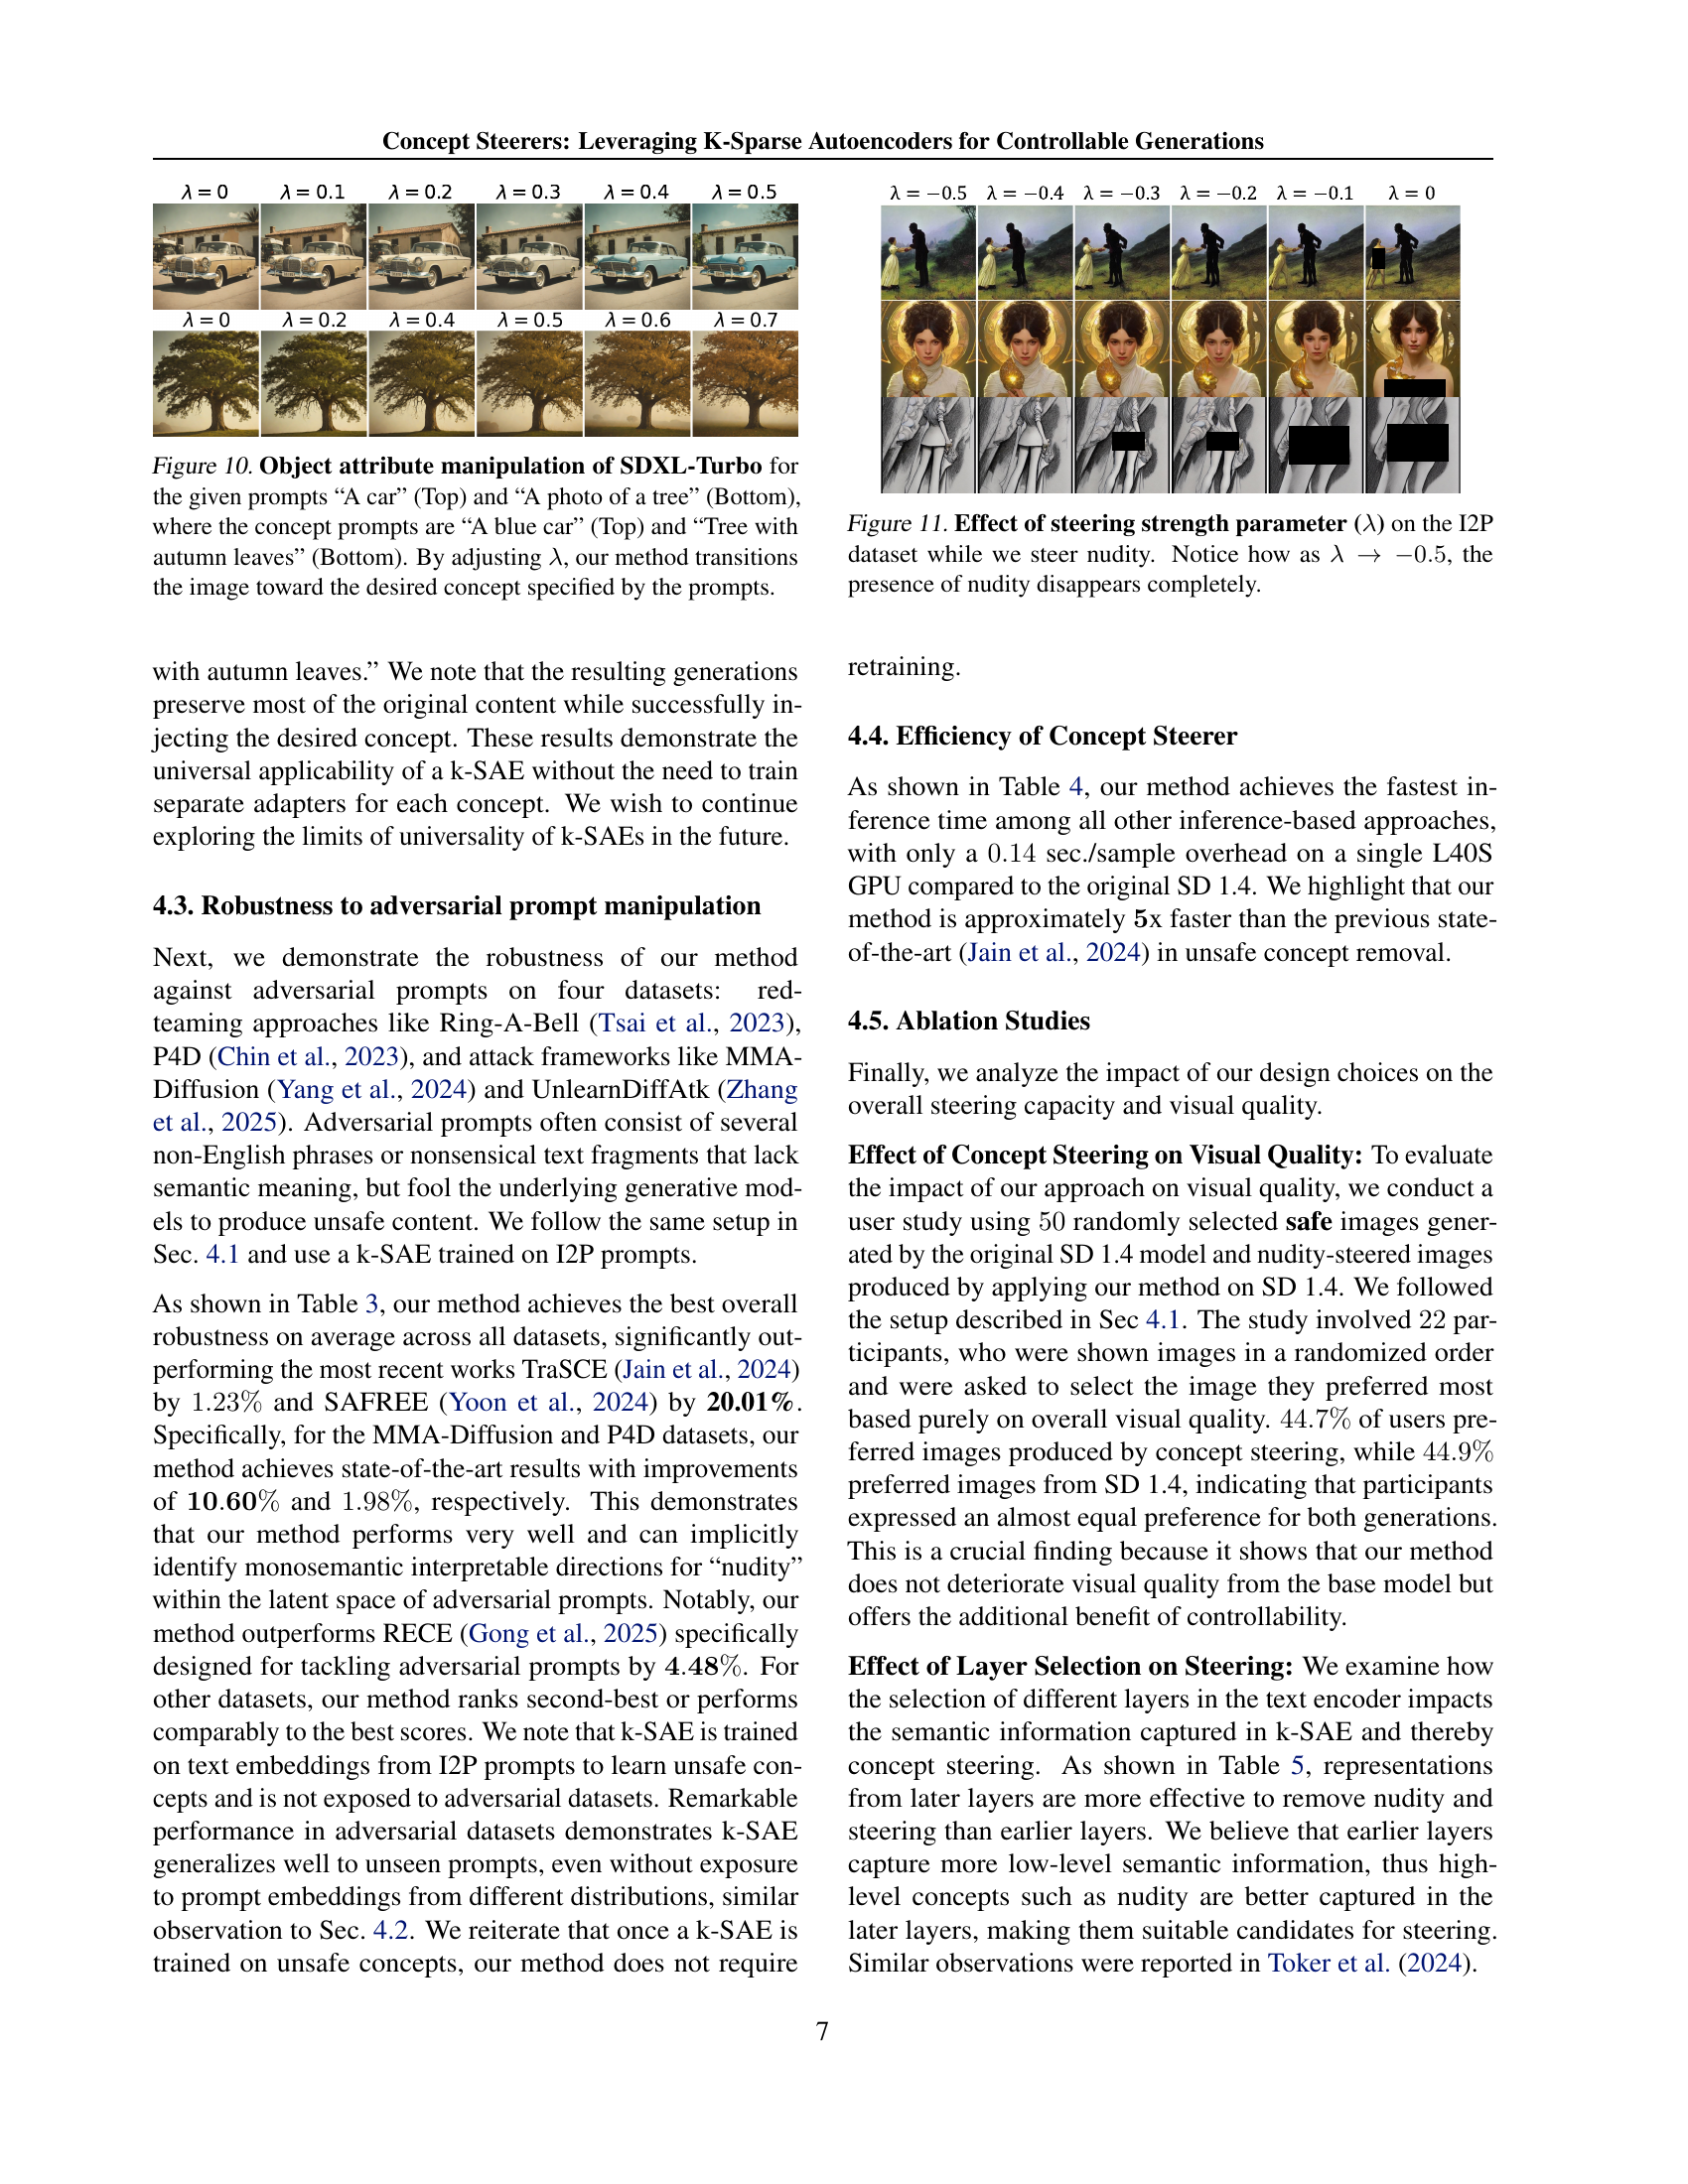 Concept Steerers: Leveraging K-Sparse Autoencoders for Controllable Generations
λ = 0 λ = 0.1 λ = 0.2 λ = 0.3 λ = 0.4 λ = 0.5
λ = 0 λ = 0.2 λ = 0.4 λ = 0.5 λ = 0.6 λ = 0.7
Figure 10. Object attribute manipulation of SDXL-Turbo for
the given prompts “A car” (Top) and “A photo of a tree” (Bottom),
where the concept prompts are “A blue car” (Top) and “Tree with
autumn leaves” (Bottom). By adjusting λ, our method transitions
the image toward the desired concept specified by the prompts.
with autumn leaves.” We note that the resulting generations
preserve most of the original content while successfully in-
jecting the desired concept. These results demonstrate the
universal applicability of a k-SAE without the need to train
separate adapters for each concept. We wish to continue
exploring the limits of universality of k-SAEs in the future.
4.3. Robustness to adversarial prompt manipulation
Next, we demonstrate the robustness of our method
against adversarial prompts on four datasets: red-
teaming approaches like Ring-A-Bell (Tsai et al., 2023),
P4D (Chin et al., 2023), and attack frameworks like MMA-
Diffusion (Yang et al., 2024) and UnlearnDiffAtk (Zhang
et al., 2025). Adversarial prompts often consist of several
non-English phrases or nonsensical text fragments that lack
semantic meaning, but fool the underlying generative mod-
els to produce unsafe content. We follow the same setup in
Sec. 4.1 and use a k-SAE trained on I2P prompts.
As shown in Table 3, our method achieves the best overall
robustness on average across all datasets, significantly out-
performing the most recent works TraSCE (Jain et al., 2024)
by 1.23% and SAFREE (Yoon et al., 2024) by 20.01%.
Specifically, for the MMA-Diffusion and P4D datasets, our
method achieves state-of-the-art results with improvements
of 10.60% and 1.98%, respectively. This demonstrates
that our method performs very well and can implicitly
identify monosemantic interpretable directions for “nudity”
within the latent space of adversarial prompts. Notably, our
method outperforms RECE (Gong et al., 2025) specifically
designed for tackling adversarial prompts by 4.48%. For
other datasets, our method ranks second-best or performs
comparably to the best scores. We note that k-SAE is trained
on text embeddings from I2P prompts to learn unsafe con-
cepts and is not exposed to adversarial datasets. Remarkable
performance in adversarial datasets demonstrates k-SAE
generalizes well to unseen prompts, even without exposure
to prompt embeddings from different distributions, similar
observation to Sec. 4.2. We reiterate that once a k-SAE is
trained on unsafe concepts, our method does not require
λ = −0.5 λ = −0.4 λ = −0.3 λ = −0.2 λ = −0.1 λ = 0
Figure 11. Effect of steering strength parameter (λ) on the I2P
dataset while we steer nudity. Notice how as λ → −0.5, the
presence of nudity disappears completely.
retraining.
4.4. Efficiency of Concept Steerer
As shown in Table 4, our method achieves the fastest in-
ference time among all other inference-based approaches,
with only a 0.14 sec./sample overhead on a single L40S
GPU compared to the original SD 1.4. We highlight that our
method is approximately 5x faster than the previous state-
of-the-art (Jain et al., 2024) in unsafe concept removal.
4.5. Ablation Studies
Finally, we analyze the impact of our design choices on the
overall steering capacity and visual quality.
Effect of Concept Steering on Visual Quality: To evaluate
the impact of our approach on visual quality, we conduct a
user study using 50 randomly selected safe images gener-
ated by the original SD 1.4 model and nudity-steered images
produced by applying our method on SD 1.4. We followed
the setup described in Sec 4.1. The study involved 22 par-
ticipants, who were shown images in a randomized order
and were asked to select the image they preferred most
based purely on overall visual quality. 44.7% of users pre-
ferred images produced by concept steering, while 44.9%
preferred images from SD 1.4, indicating that participants
expressed an almost equal preference for both generations.
This is a crucial finding because it shows that our method
does not deteriorate visual quality from the base model but
offers the additional benefit of controllability.
Effect of Layer Selection on Steering: We examine how
the selection of different layers in the text encoder impacts
the semantic information captured in k-SAE and thereby
concept steering. As shown in Table 5, representations
from later layers are more effective to remove nudity and
steering than earlier layers. We believe that earlier layers
capture more low-level semantic information, thus high-
level concepts such as nudity are better captured in the
later layers, making them suitable candidates for steering.
Similar observations were reported in Toker et al. (2024).
7